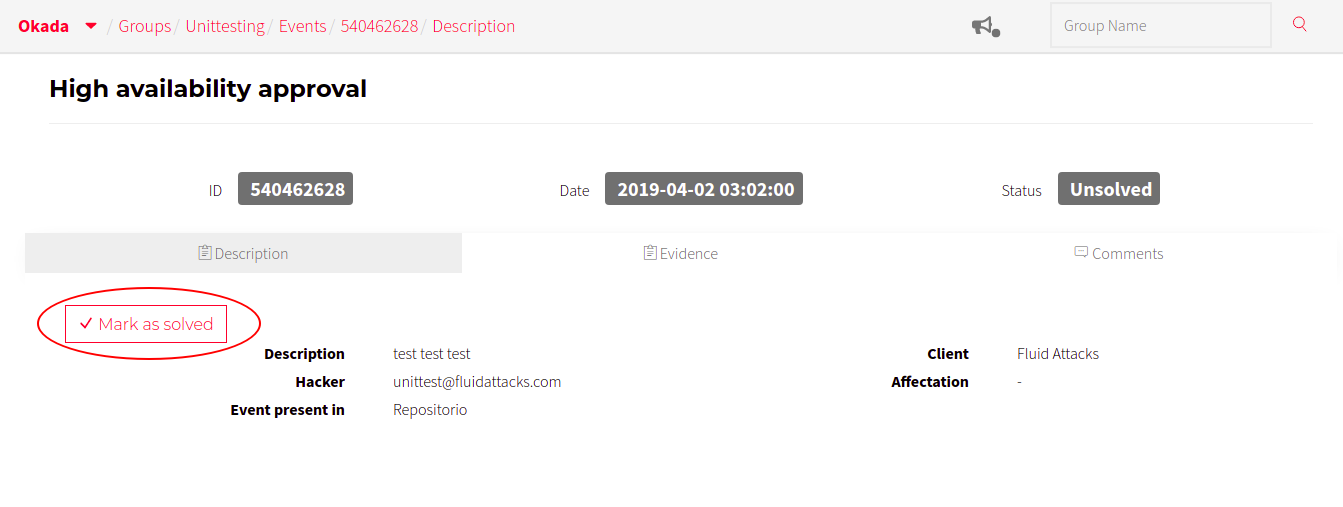 Okada / Groups / Unittesting / Events / 540462628 / Description Group Name
High availability approval
ID 540462628 Date 2019-04-02 03:02:00 Status Unsolved
Description Evidence Comments
Mark as solved
Description test test test Client Fluid Attacks
Hacker unittest@fluidattacks.com Affectation -
Event present in Repositorio